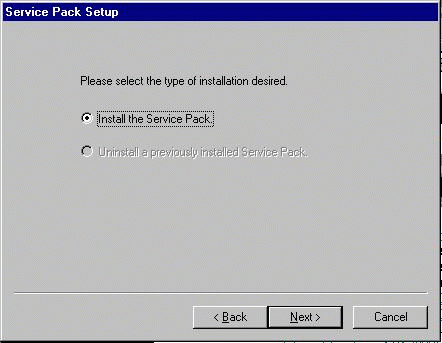 Service Pack Setup
Please select the type of installation desired.
Install the Service Pack.
Uninstall a previously installed Service Pack.
< Back Next > Cancel